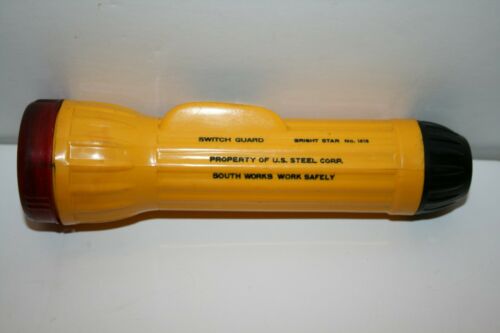 SWITCH GUARD BRIGHT STAR No. 1618
PROPERTY OF U.S. STEEL CORP.
SOUTH WORKS WORK SAFELY